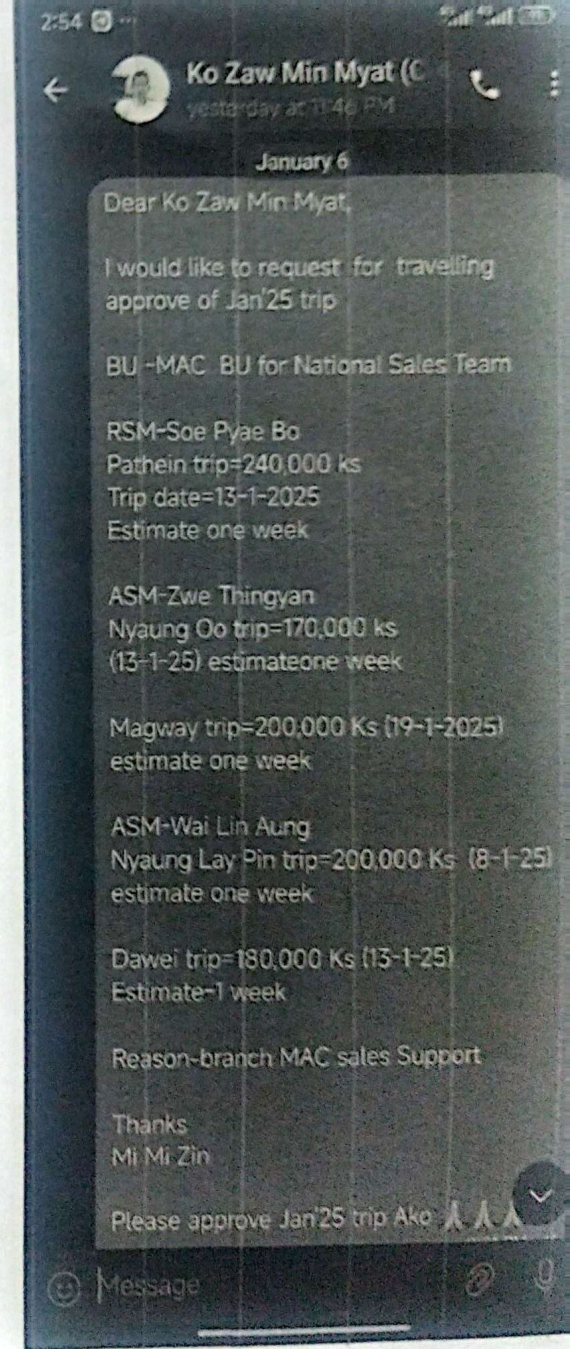 2:54
Ko Zaw Min Myat (C
yesterday at 11:46 PM
January 6
Dear Ko Zaw Min Myat,
I would like to request for travelling
approve of Jan'25 trip
BU -MAC BU for National Sales Team
RSM-Soe Pyae Bo
Pathein trip=240,000 ks
Trip date=13-1-2025
Estimate one week
ASM-Zwe Thingyan
Nyaung Oo trip=170,000 ks
(13-1-25) estimateone week
Magway trip=200,000 Ks (19-1-2025)
estimate one week
ASM-Wai Lin Aung
Nyaung Lay Pin trip=200,000 Ks (8-1-25)
estimate one week
Dawei trip=180,000 Ks (13-1-25)
Estimate-1 week
Reason-branch MAC sales Support
Thanks
Mi Mi Zin
Please approve Jan'25 trip Ako 🙏🙏🙏
Message